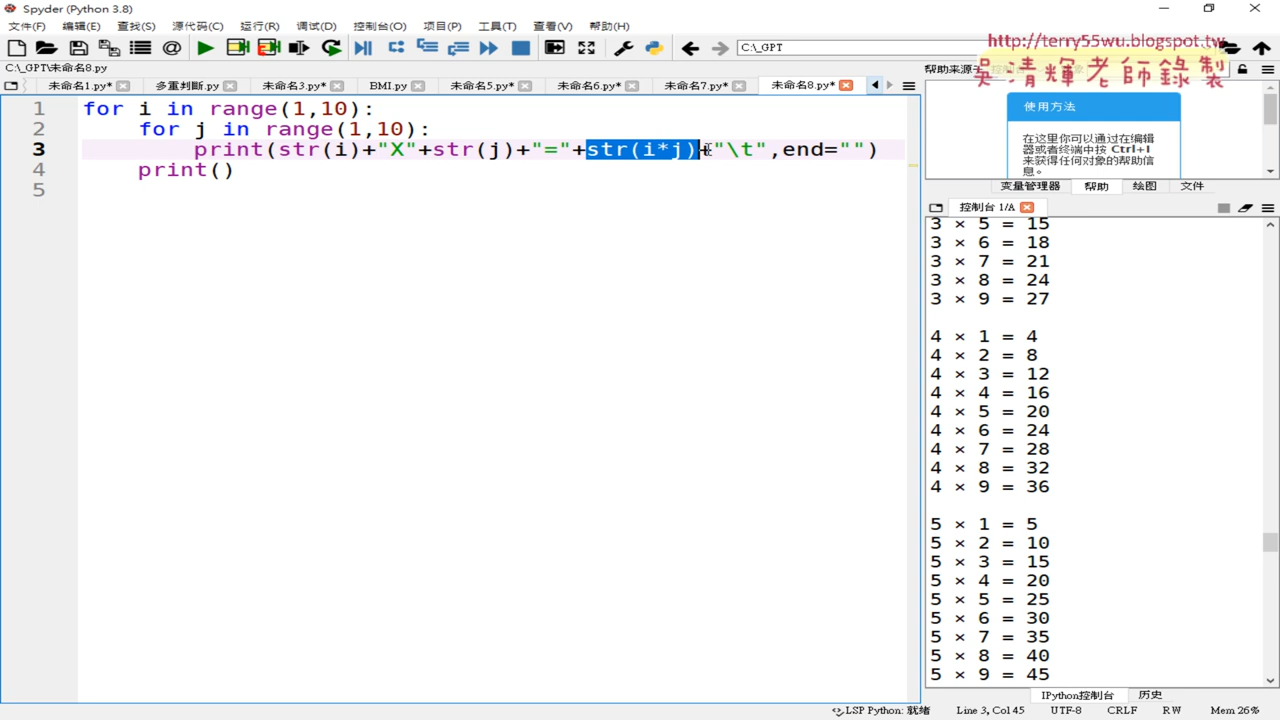 Spyder (Python 3.8)
文件(F) 编辑(E) 查找(S) 源代码(C) 运行(R) 调试(D) 控制台(O) 项目(P) 工具(T) 查看(V) 帮助(H)
C:\_GPT
http://terry55wu.blogspot.tw
吳清輝老師錄製
C:\_GPT\未命名8.py
未命名1.py* 多重判斷.py 未命名3.py* BMI.py 未命名5.py* 未命名6.py* 未命名7.py* 未命名8.py*
1 for i in range(1,10):
2 for j in range(1,10):
3 print(str(i)+"X"+str(j)+"="+str(i*j)+"\t",end="")
4 print()
5
帮助来源
使用方法
在这里你可以通过在编辑
器或者终端中按 Ctrl+I
来获得任何对象的帮助信
息。
变量管理器 帮助 绘图 文件
控制台 1/A
3 × 5 = 15
3 × 6 = 18
3 × 7 = 21
3 × 8 = 24
3 × 9 = 27
4 × 1 = 4
4 × 2 = 8
4 × 3 = 12
4 × 4 = 16
4 × 5 = 20
4 × 6 = 24
4 × 7 = 28
4 × 8 = 32
4 × 9 = 36
5 × 1 = 5
5 × 2 = 10
5 × 3 = 15
5 × 4 = 20
5 × 5 = 25
5 × 6 = 30
5 × 7 = 35
5 × 8 = 40
5 × 9 = 45
IPython控制台 历史
LSP Python: 就绪 Line 3, Col 45 UTF-8 CRLF RW Mem 26%